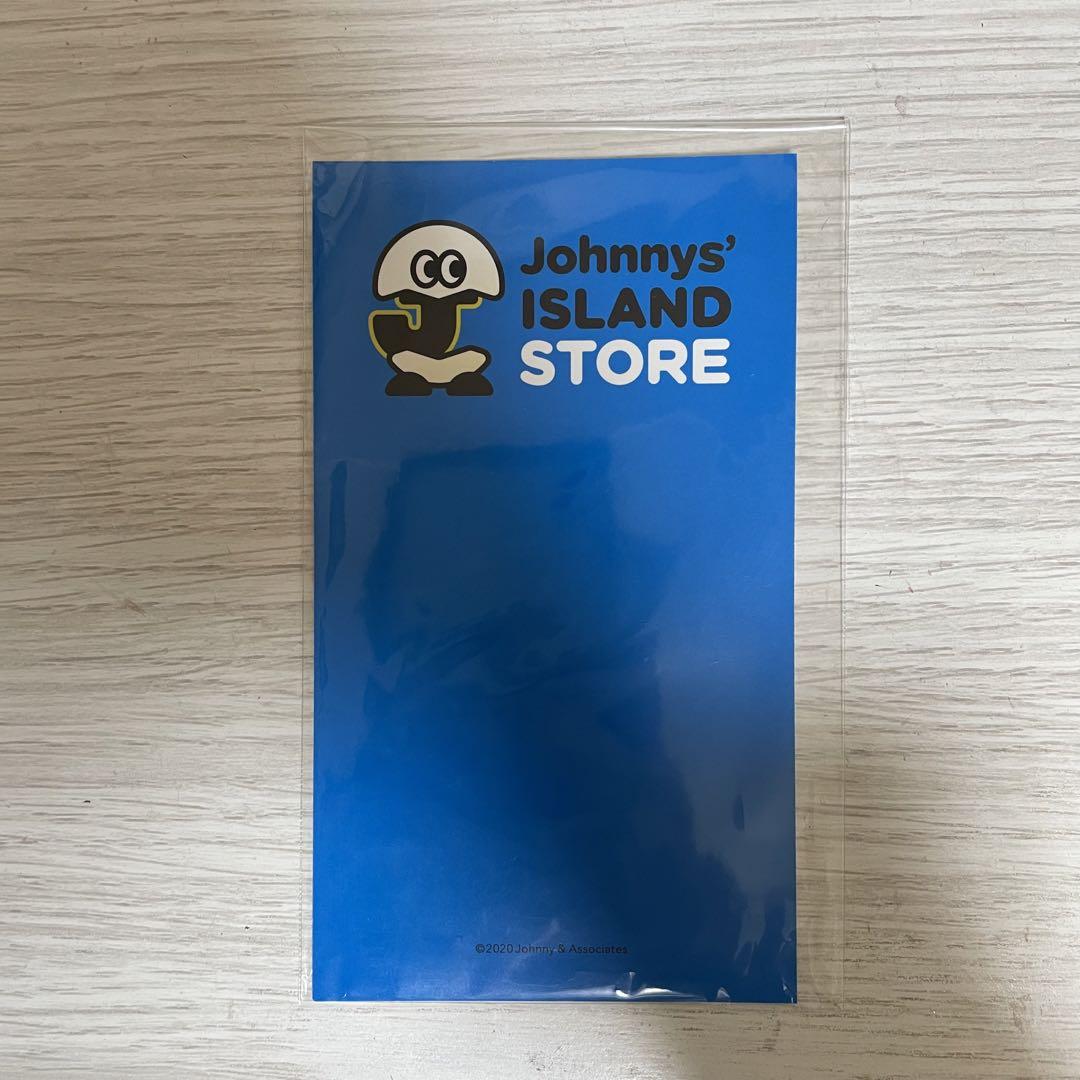 Johnnys’
ISLAND
STORE
©2020 Johnny & Associates